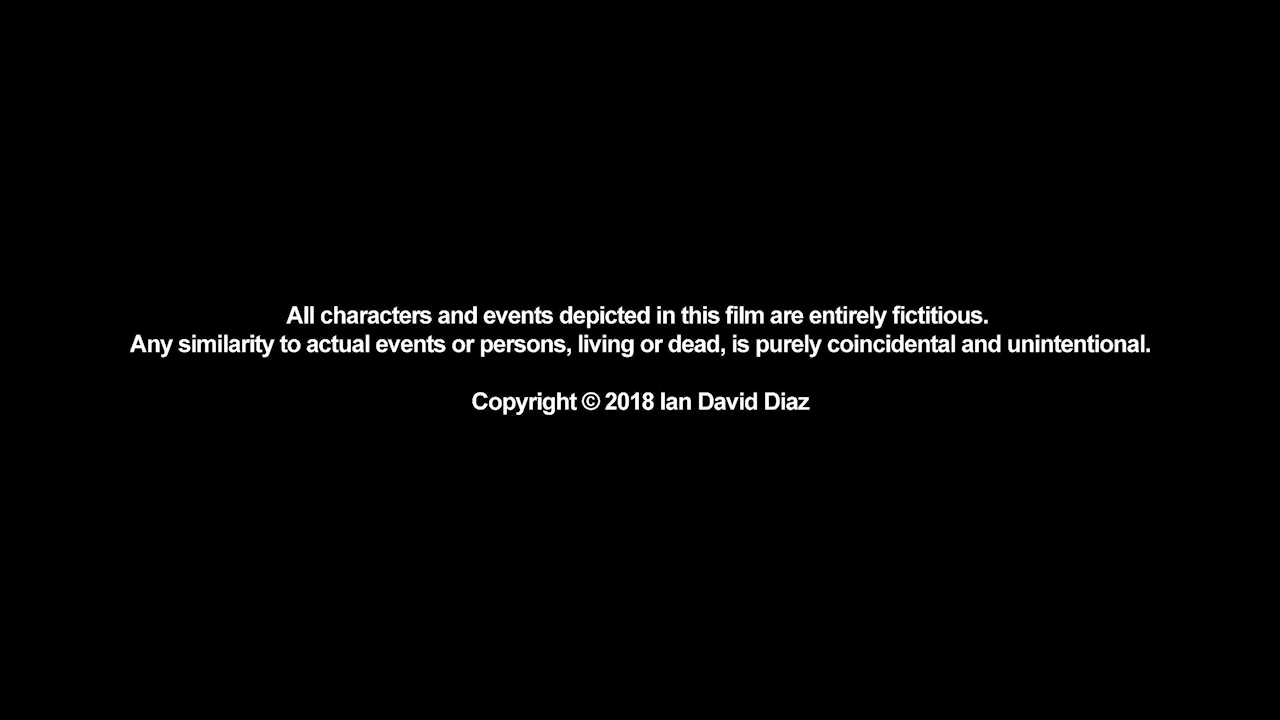 All characters and events depicted in this film are entirely fictitious.
Any similarity to actual events or persons, living or dead, is purely coincidental and unintentional.
Copyright © 2018 Ian David Diaz